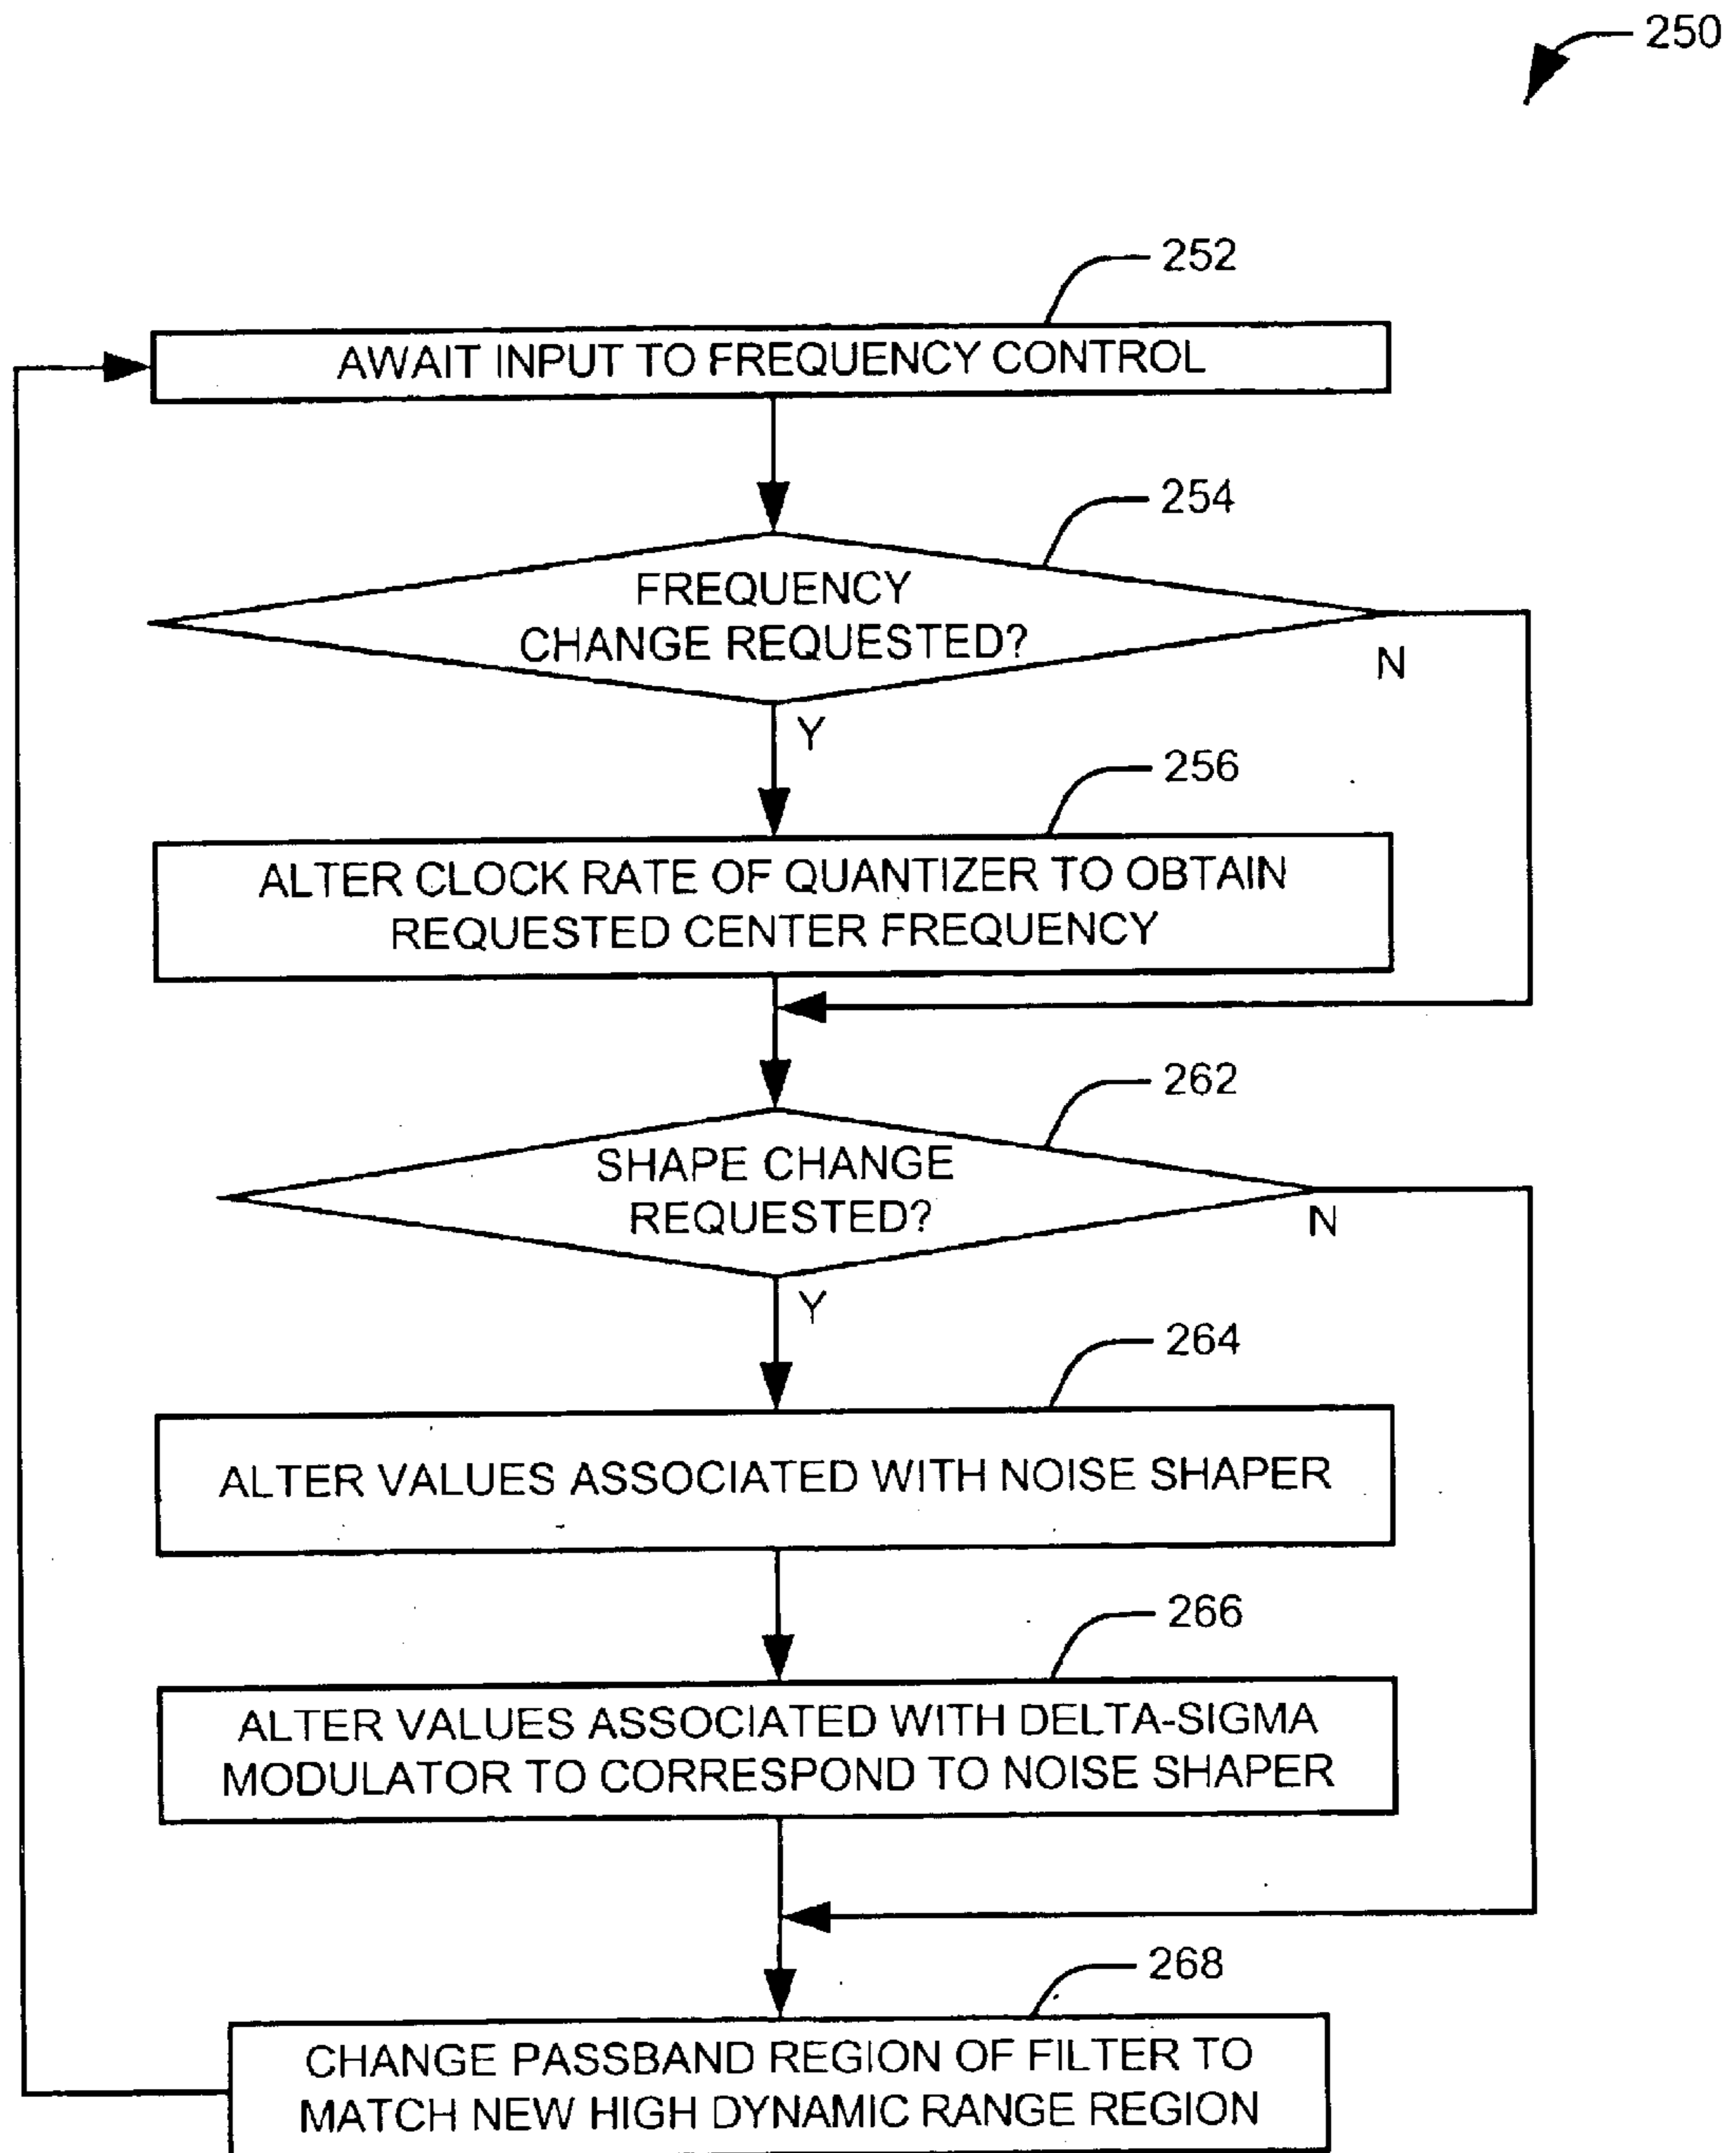 250
252
AWAIT INPUT TO FREQUENCY CONTROL
254
FREQUENCY
CHANGE REQUESTED?
N
Y
256
ALTER CLOCK RATE OF QUANTIZER TO OBTAIN
REQUESTED CENTER FREQUENCY
262
SHAPE CHANGE
REQUESTED?
N
Y
264
ALTER VALUES ASSOCIATED WITH NOISE SHAPER
266
ALTER VALUES ASSOCIATED WITH DELTA-SIGMA
MODULATOR TO CORRESPOND TO NOISE SHAPER
268
CHANGE PASSBAND REGION OF FILTER TO
MATCH NEW HIGH DYNAMIC RANGE REGION